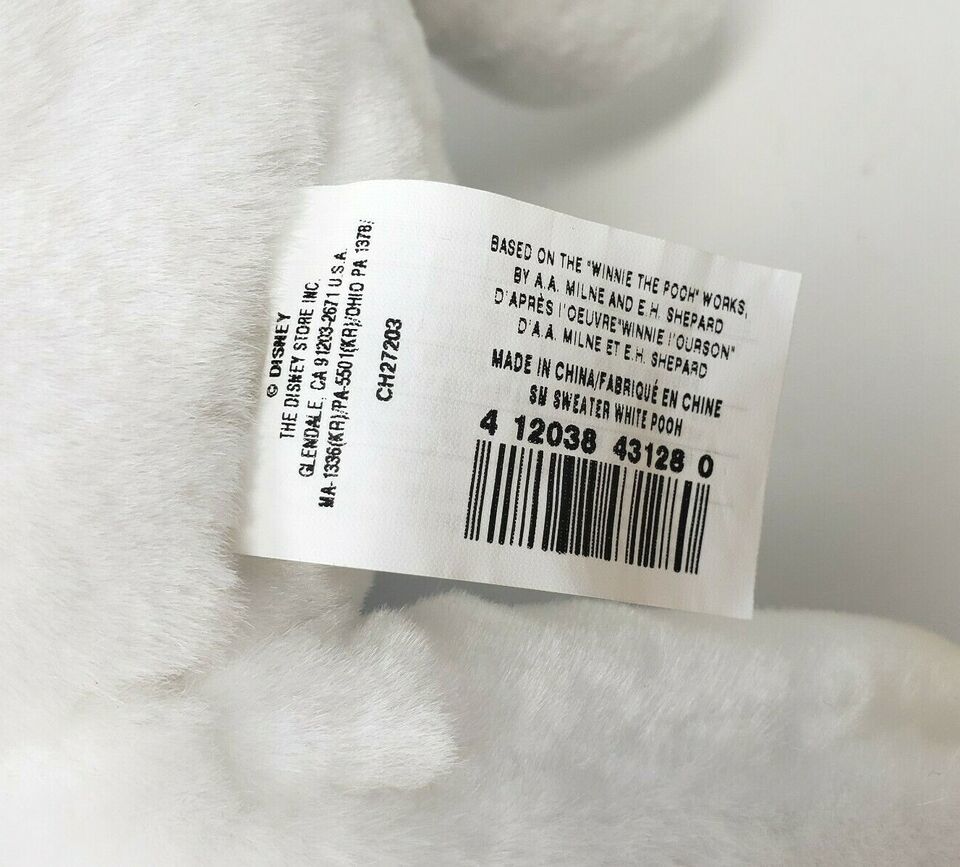 © DISNEY
THE DISNEY STORE INC.
GLENDALE, CA 91203-2671 U.S.A.
MA-1336(KR)/PA-5501(KR)/OHIO PA 1378/
CH27203
BASED ON THE "WINNIE THE POOH" WORKS,
BY A.A. MILNE AND E.H. SHEPARD
D'APRÈS l'OEUVRE"WINNIE l'OURSON"
D'A.A. MILNE ET E.H. SHEPARD
MADE IN CHINA/FABRIQUÉ EN CHINE
SM SWEATER WHITE POOH
4 12038 43128 0